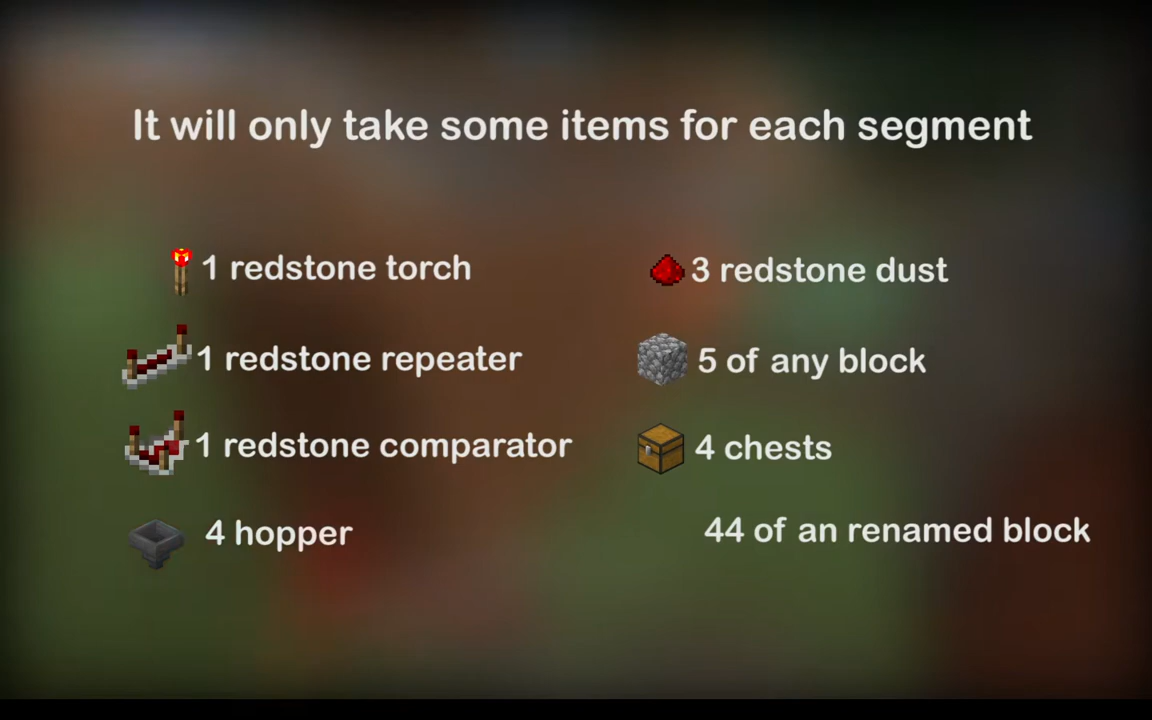 It will only take some items for each segment
1 redstone torch
3 redstone dust
1 redstone repeater
5 of any block
1 redstone comparator
4 chests
4 hopper
44 of an renamed block